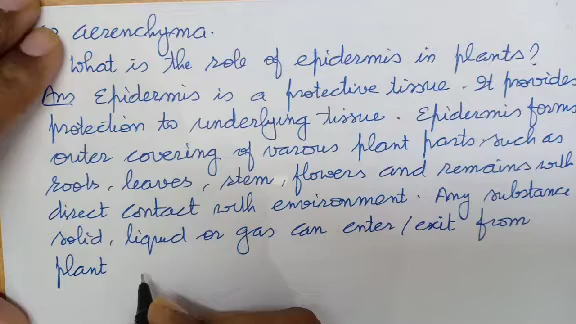 aerenchyma.
What is the role of epidermis in plants?
Ans Epidermis is a protective tissue. It provides
protection to underlying tissue. Epidermis forms
outer covering of various plant parts, such as
roots, leaves, stem, flowers and remains with
direct contact with environment. Any substance
solid, liquid or gas can enter/exit from
plant